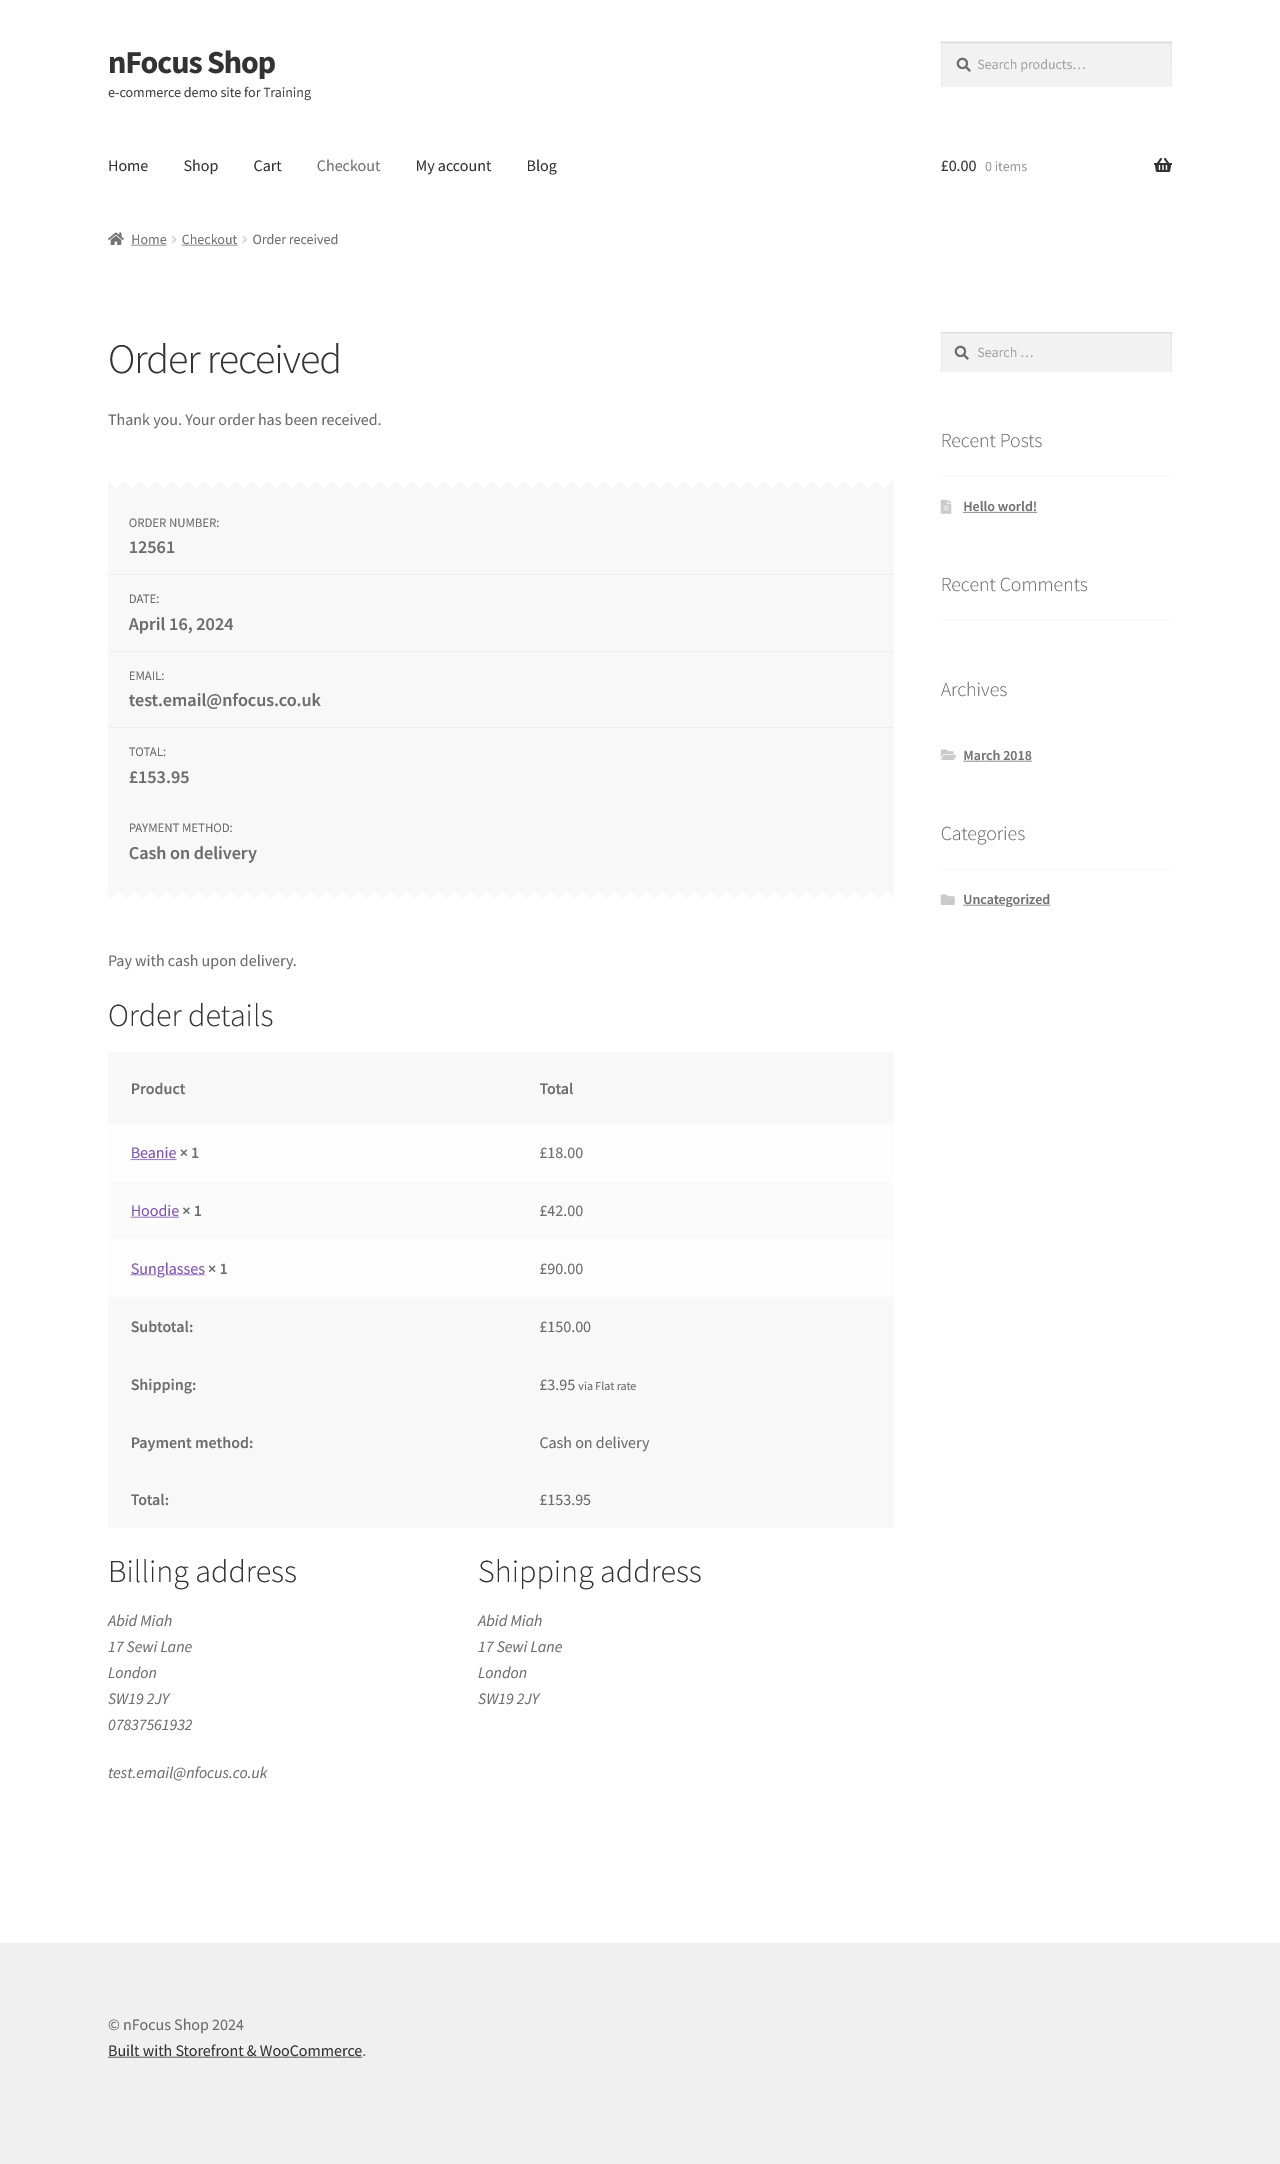 nFocus Shop
e-commerce demo site for Training
Search products…
Home Shop Cart Checkout My account Blog
£0.00 0 items
Home Checkout Order received
Order received
Thank you. Your order has been received.
ORDER NUMBER:
12561
DATE:
April 16, 2024
EMAIL:
test.email@nfocus.co.uk
TOTAL:
£153.95
PAYMENT METHOD:
Cash on delivery
Pay with cash upon delivery.
Order details
Product Total
Beanie × 1 £18.00
Hoodie × 1 £42.00
Sunglasses × 1 £90.00
Subtotal: £150.00
Shipping: £3.95 via Flat rate
Payment method: Cash on delivery
Total: £153.95
Billing address
Abid Miah
17 Sewi Lane
London
SW19 2JY
07837561932
test.email@nfocus.co.uk
Shipping address
Abid Miah
17 Sewi Lane
London
SW19 2JY
Search …
Recent Posts
Hello world!
Recent Comments
Archives
March 2018
Categories
Uncategorized
© nFocus Shop 2024
Built with Storefront & WooCommerce.